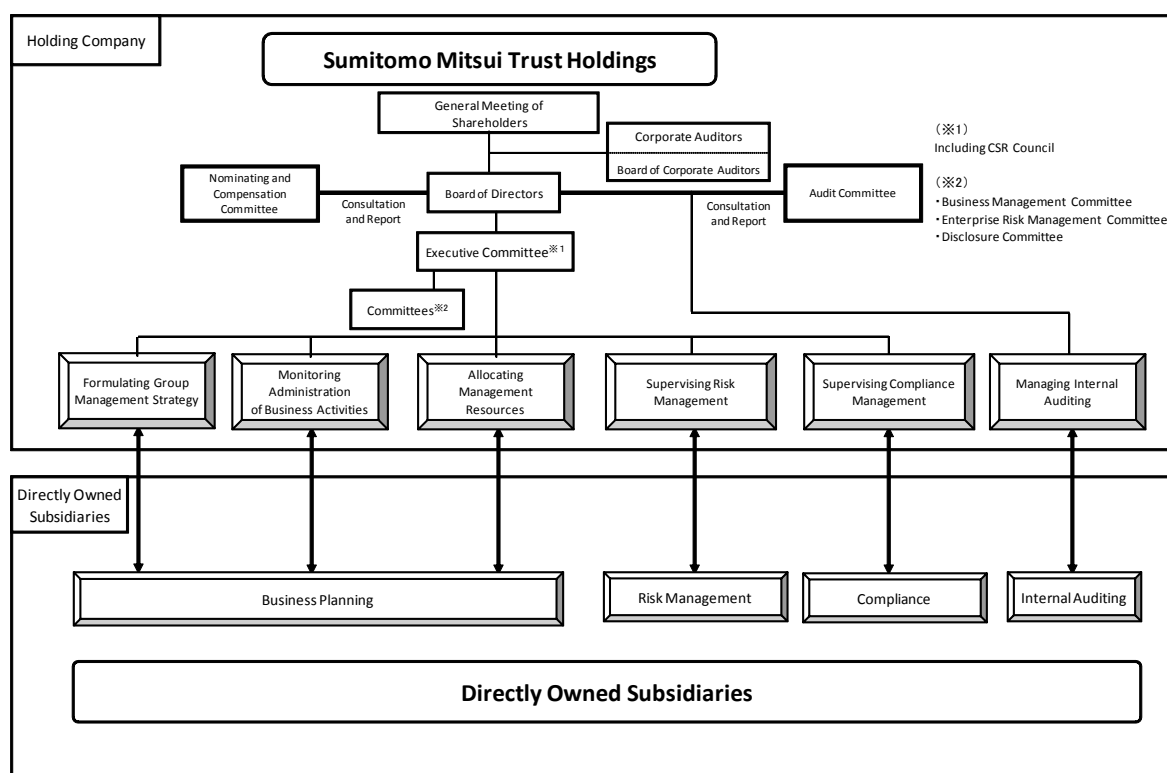 Holding Company
Sumitomo Mitsui Trust Holdings
General Meeting of
Shareholders
Corporate Auditors
Board of Corporate Auditors
(※1)
Including CSR Council
Nominating and
Compensation
Committee
Consultation
and Report
Board of Directors
Consultation
and Report
Audit Committee
(※2)
・Business Management Committee
・Enterprise Risk Management Committee
・Disclosure Committee
Executive Committee※1
Committees※2
Formulating Group
Management Strategy
Monitoring
Administration
of Business Activities
Allocating
Management
Resources
Supervising Risk
Management
Supervising Compliance
Management
Managing Internal
Auditing
Directly Owned
Subsidiaries
Business Planning
Risk Management
Compliance
Internal Auditing
Directly Owned Subsidiaries